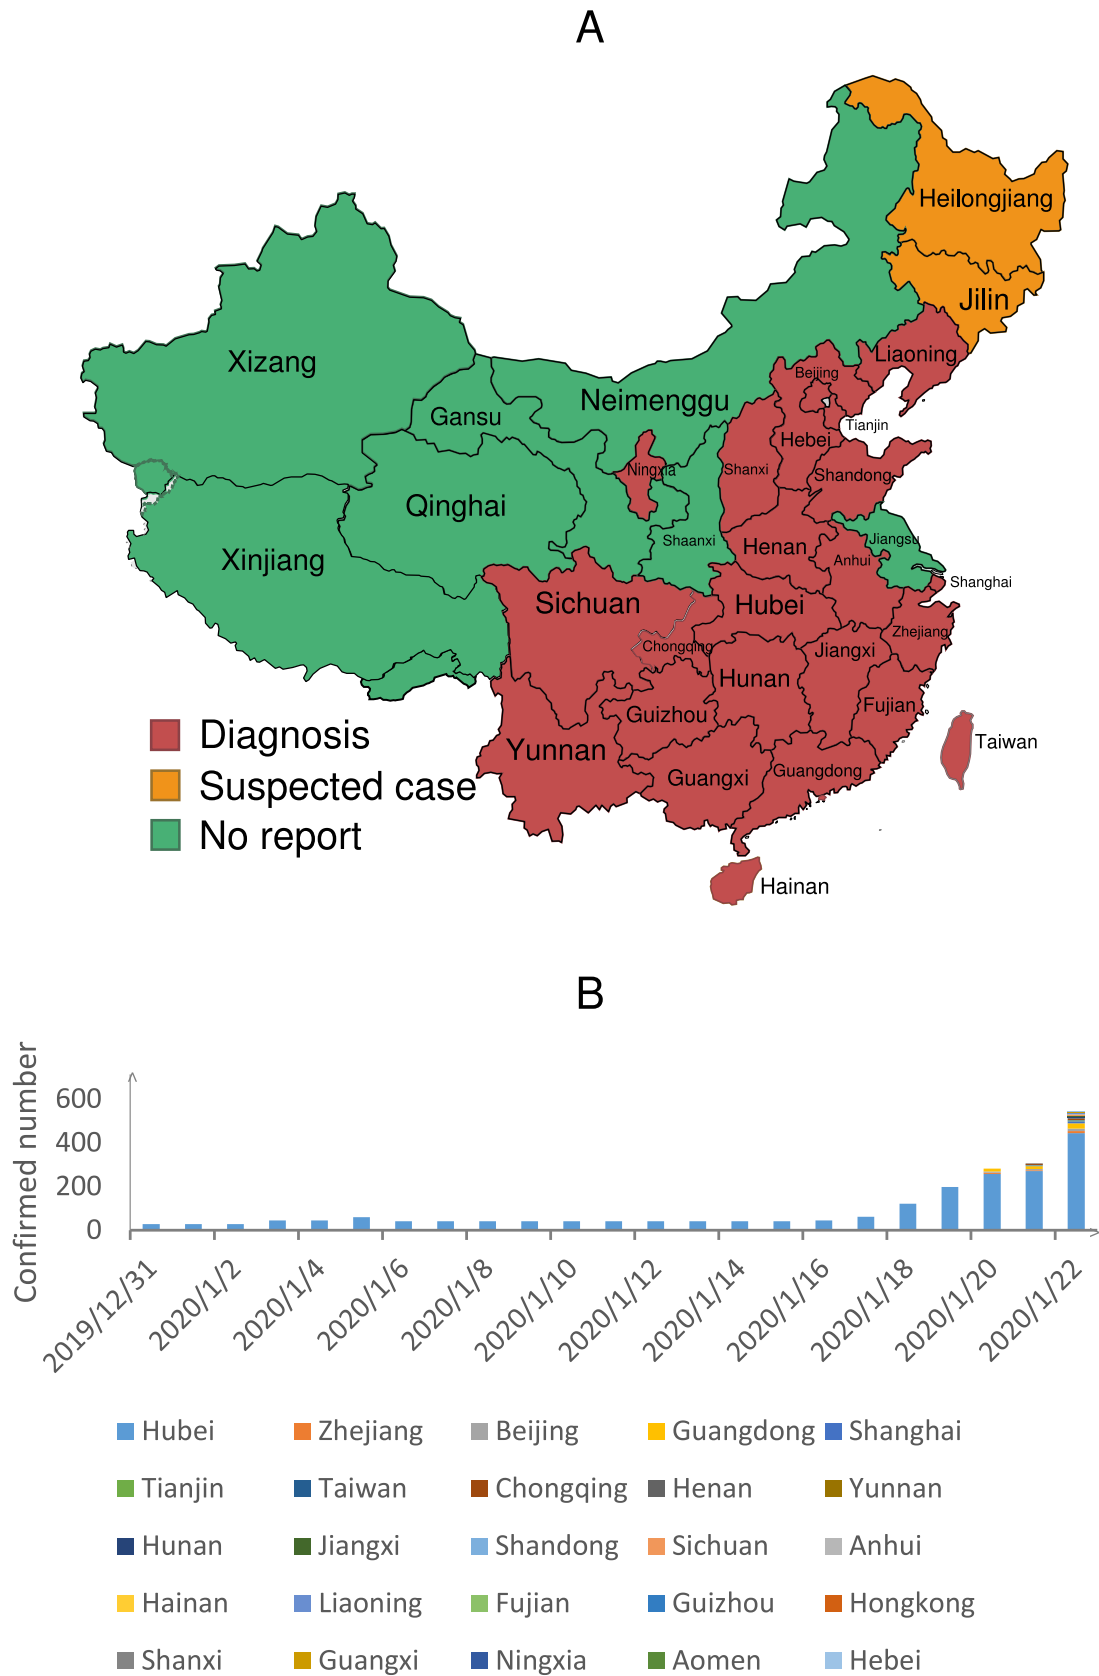 A
Heilongjiang
Jilin
Liaoning
Xizang
Beijing
Neimenggu
Gansu
Tianjin
Hebei
Ningxia
Shanxi
Shandong
Qinghai
Shaanxi
Henan
Jiangsu
Xinjiang
Anhui
Shanghai
Sichuan
Hubei
Zhejiang
Chongqing
Jiangxi
Hunan
Fujian
Guizhou
Diagnosis
Yunnan
Taiwan
Guangxi
Guangdong
Suspected case
No report
Hainan
B
Confirmed number
600
400
200
0
2019/12/31
2020/1/2
2020/1/4
2020/1/6
2020/1/8
2020/1/10
2020/1/12
2020/1/14
2020/1/16
2020/1/18
2020/1/20
2020/1/22
Hubei Zhejiang Beijing Guangdong Shanghai
Tianjin Taiwan Chongqing Henan Yunnan
Hunan Jiangxi Shandong Sichuan Anhui
Hainan Liaoning Fujian Guizhou Hongkong
Shanxi Guangxi Ningxia Aomen Hebei